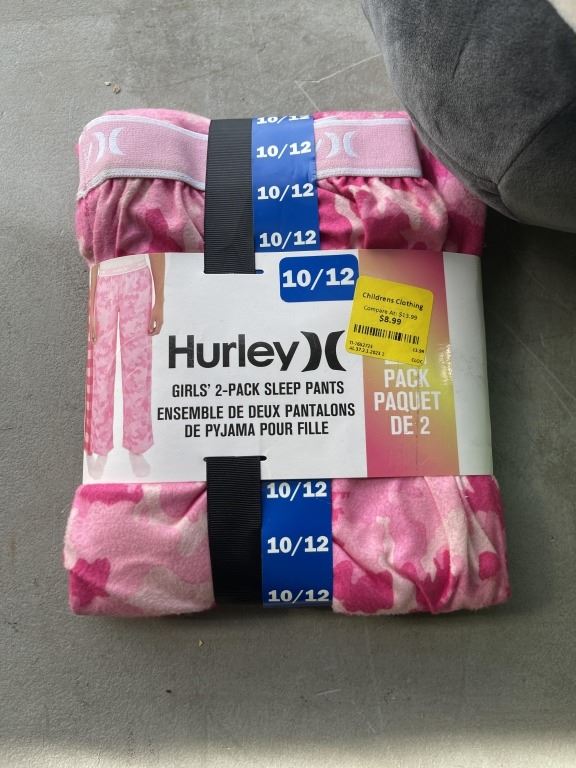 10/12
10/12
10/12
10/12
10/12
Childrens Clothing
Compare At: $13.99
$8.99
Hurley
GIRLS' 2-PACK SLEEP PANTS
ENSEMBLE DE DEUX PANTALONS
DE PYJAMA POUR FILLE
PACK
PAQUET
DE 2
10/12
10/12
10/12